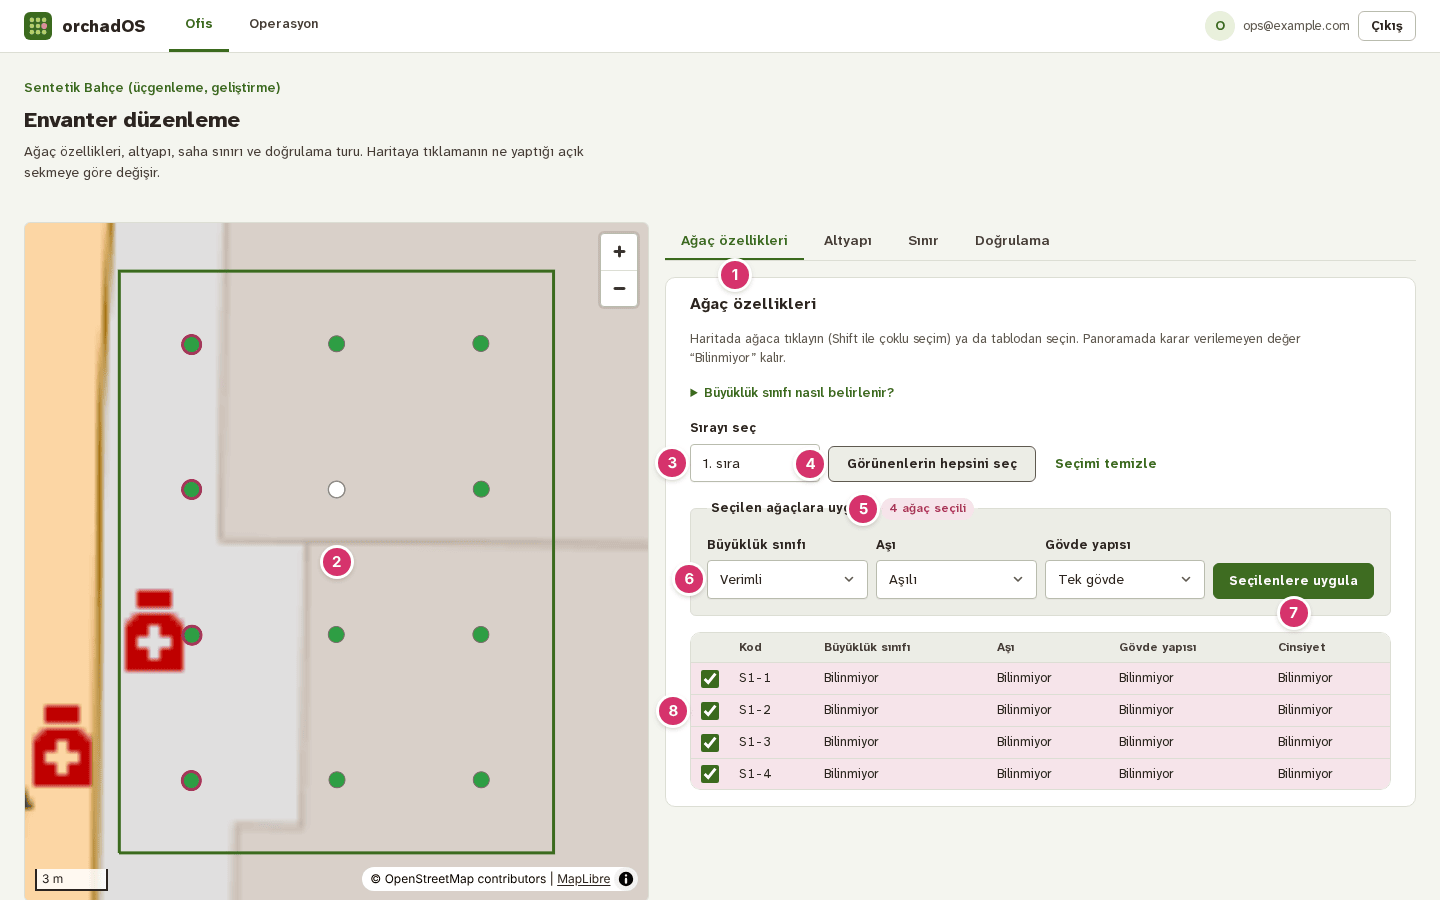 orchadOS
Ofis
Operasyon
O
ops@example.com
Çıkış
Sentetik Bahçe (üçgenleme, geliştirme)
Envanter düzenleme
Ağaç özellikleri, altyapı, saha sınırı ve doğrulama turu. Haritaya tıklamanın ne yaptığı açık
sekmeye göre değişir.
+
−
2
3 m
© OpenStreetMap contributors | MapLibre
Ağaç özellikleri
Altyapı
Sınır
Doğrulama
1
Ağaç özellikleri
Haritada ağaca tıklayın (Shift ile çoklu seçim) ya da tablodan seçin. Panoramada karar verilemeyen değer
“Bilinmiyor” kalır.
Büyüklük sınıfı nasıl belirlenir?
Sırayı seç
3
1. sıra
4
Görünenlerin hepsini seç
Seçimi temizle
Seçilen ağaçlara
5
4 ağaç seçili
Büyüklük sınıfı
Aşı
Gövde yapısı
6
Verimli
Aşılı
Tek gövde
Seçilenlere uygula
7
Kod Büyüklük sınıfı Aşı Gövde yapısı Cinsiyet
S1-1 Bilinmiyor Bilinmiyor Bilinmiyor Bilinmiyor
8
S1-2 Bilinmiyor Bilinmiyor Bilinmiyor Bilinmiyor
S1-3 Bilinmiyor Bilinmiyor Bilinmiyor Bilinmiyor
S1-4 Bilinmiyor Bilinmiyor Bilinmiyor Bilinmiyor